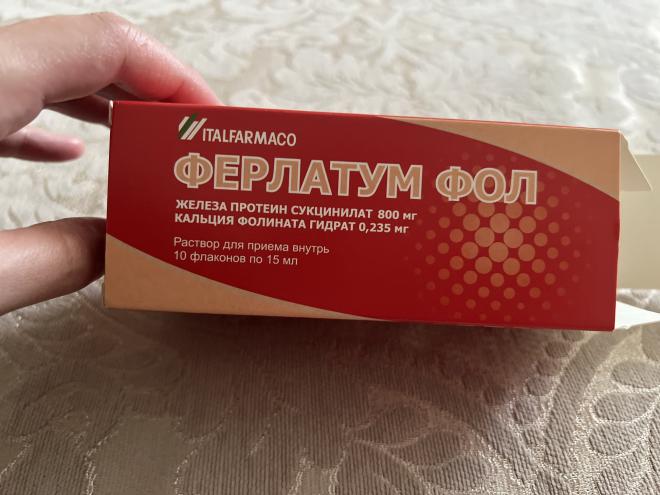 ITALFARMACO
ФЕРЛАТУМ ФОЛ
ЖЕЛЕЗА ПРОТЕИН СУКЦИНИЛАТ 800 мг
КАЛЬЦИЯ ФОЛИНАТА ГИДРАТ 0,235 мг
Раствор для приема внутрь
10 флаконов по 15 мл